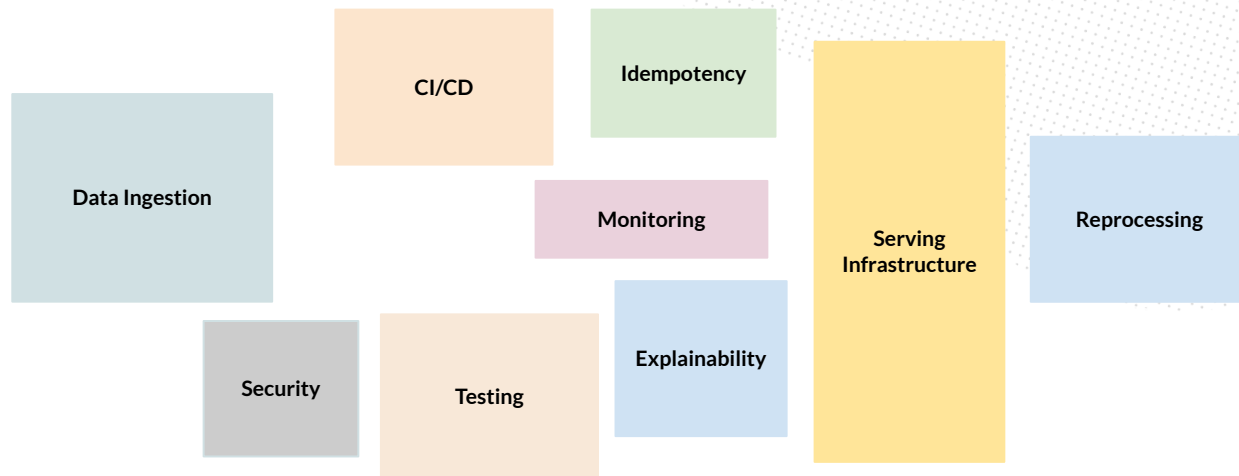 CI/CD
Idempotency
Data Ingestion
Monitoring
Serving
Infrastructure
Reprocessing
Security
Testing
Explainability